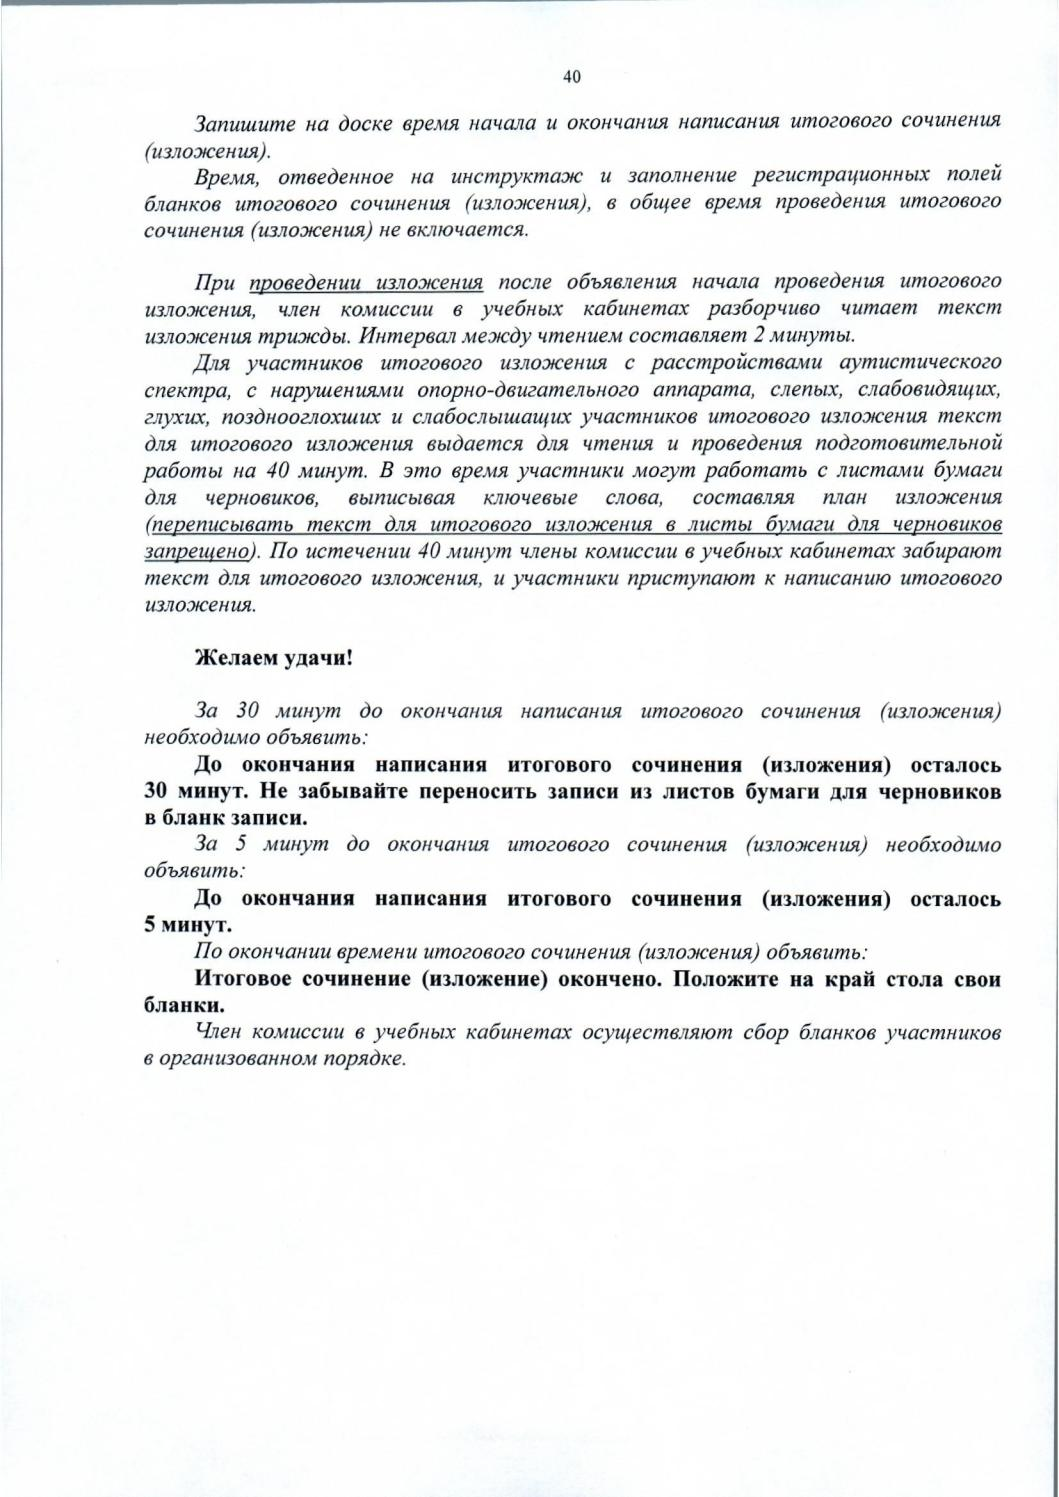 40
Запишите на доске время начала и окончания написания итогового сочинения
(изложения).
Время, отведенное на инструктаж и заполнение регистрационных полей
бланков итогового сочинения (изложения), в общее время проведения итогового
сочинения (изложения) не включается.
При проведении изложения после объявления начала проведения итогового
изложения, член комиссии в учебных кабинетах разборчиво читает текст
изложения трижды. Интервал между чтением составляет 2 минуты.
Для участников итогового изложения с расстройствами аутистического
спектра, с нарушениями опорно-двигательного аппарата, слепых, слабовидящих,
глухих, позднооглохших и слабослышащих участников итогового изложения текст
для итогового изложения выдается для чтения и проведения подготовительной
работы на 40 минут. В это время участники могут работать с листами бумаги
для черновиков, выписывая ключевые слова, составляя план изложения
(переписывать текст для итогового изложения в листы бумаги для черновиков
запрещено). По истечении 40 минут члены комиссии в учебных кабинетах забирают
текст для итогового изложения, и участники приступают к написанию итогового
изложения.
Желаем удачи!
За 30 минут до окончания написания итогового сочинения (изложения)
необходимо объявить:
До окончания написания итогового сочинения (изложения) осталось
30 минут. Не забывайте переносить записи из листов бумаги для черновиков
в бланк записи.
За 5 минут до окончания итогового сочинения (изложения) необходимо
объявить:
До окончания написания итогового сочинения (изложения) осталось
5 минут.
По окончании времени итогового сочинения (изложения) объявить:
Итоговое сочинение (изложение) окончено. Положите на край стола свои
бланки.
Член комиссии в учебных кабинетах осуществляют сбор бланков участников
в организованном порядке.